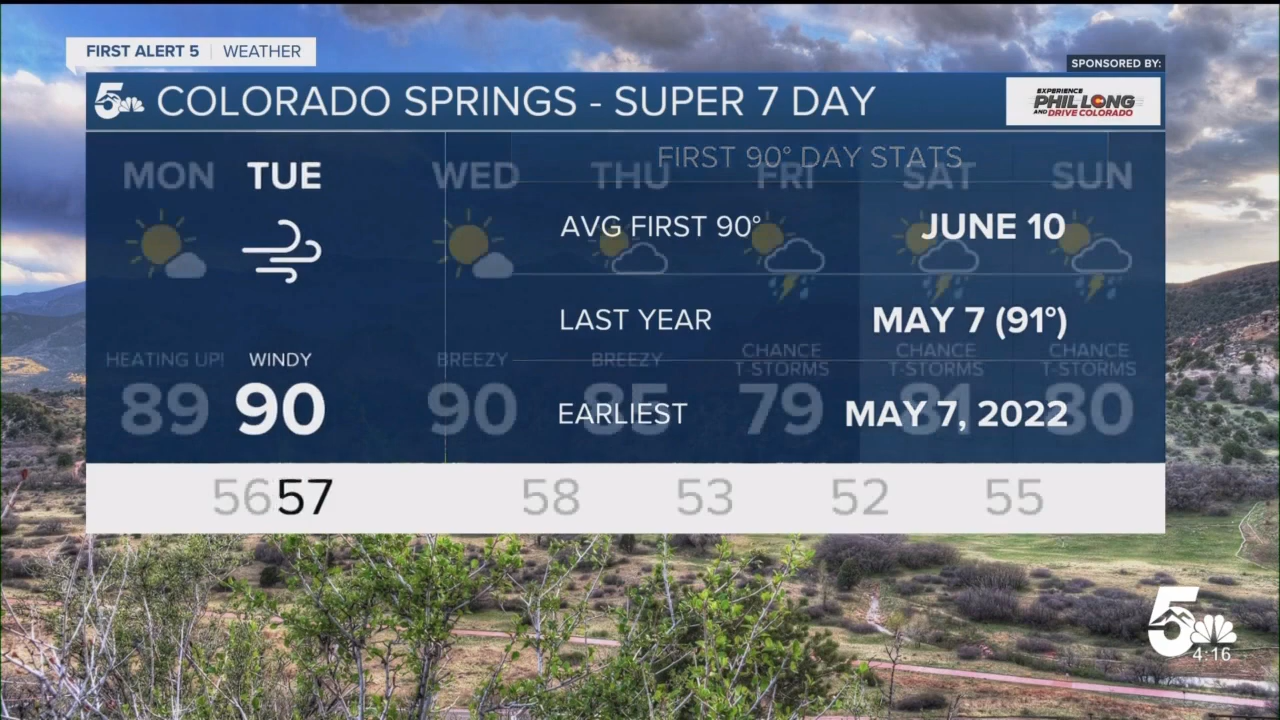 FIRST ALERT 5 | WEATHER
SPONSORED BY:
5 COLORADO SPRINGS - SUPER 7 DAY
EXPERIENCE
PHIL LONG
AND DRIVE COLORADO
FIRST 90° DAY STATS
MON TUE WED THU FRI SAT SUN
AVG FIRST 90° JUNE 10
LAST YEAR MAY 7 (91°)
HEATING UP! WINDY BREEZY BREEZY CHANCE T-STORMS CHANCE T-STORMS CHANCE T-STORMS
89 90 90 85 79 81 80
EARLIEST MAY 7, 2022
56 57 58 53 52 55
5
4:16